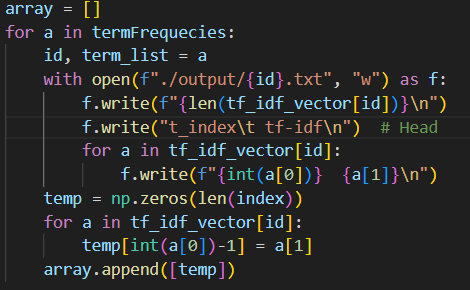 array = []
for a in termFrequecies:
    id, term_list = a
    with open(f"./output/{id}.txt", "w") as f:
        f.write(f"{len(tf_idf_vector[id])}\n")
        f.write("t_index\t tf-idf\n")  # Head
        for a in tf_idf_vector[id]:
            f.write(f"{int(a[0])}  {a[1]}\n")
    temp = np.zeros(len(index))
    for a in tf_idf_vector[id]:
        temp[int(a[0])-1] = a[1]
    array.append([temp])